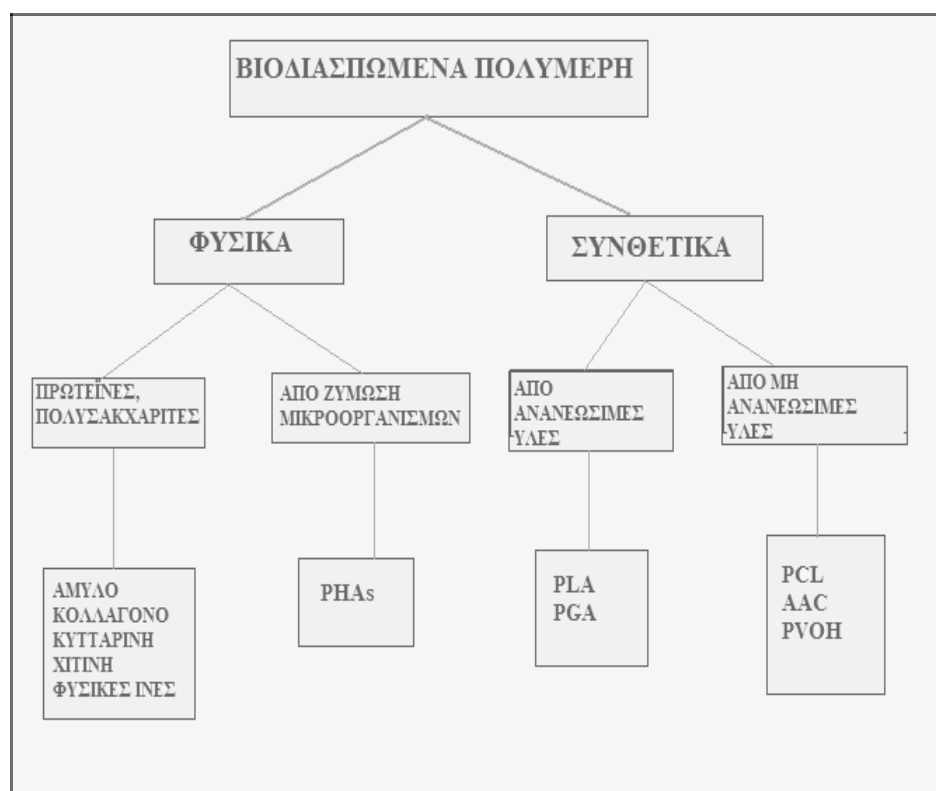 ΒΙΟΔΙΑΣΠΩΜΕΝΑ ΠΟΛΥΜΕΡΗ
ΦΥΣΙΚΑ
ΣΥΝΘΕΤΙΚΑ
ΠΡΩΤΕΪΝΕΣ,
ΠΟΛΥΣΑΚΧΑΡΙΤΕΣ
ΑΠΟ ΖΥΜΩΣΗ
ΜΙΚΡΟΟΡΓΑΝΙΣΜΩΝ
ΑΠΟ
ΑΝΑΝΕΩΣΙΜΕΣ
ΥΛΕΣ
ΑΠΟ ΜΗ
ΑΝΑΝΕΩΣΙΜΕΣ
ΥΛΕΣ
ΑΜΥΛΟ
ΚΟΛΛΑΓΟΝΟ
ΚΥΤΤΑΡΙΝΗ
ΧΙΤΙΝΗ
ΦΥΣΙΚΕΣ ΙΝΕΣ
PHAs
PLA
PGA
PCL
AAC
PVOH